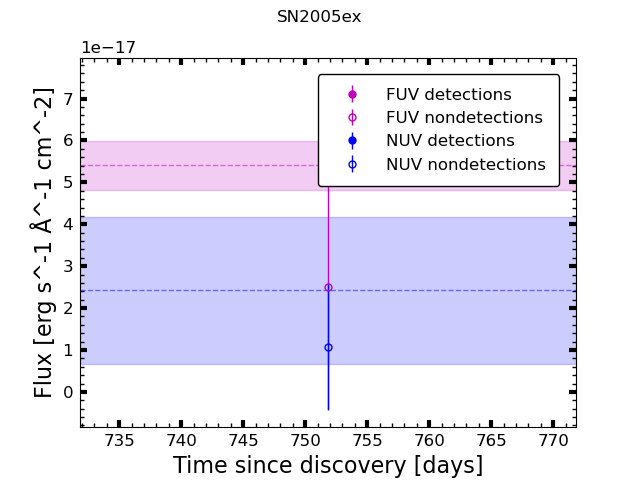 SN2005ex
1e−17
FUV detections
FUV nondetections
NUV detections
NUV nondetections
7
6
5
4
3
2
1
0
Flux [erg s^-1 Å^-1 cm^-2]
735
740
745
750
755
760
765
770
Time since discovery [days]